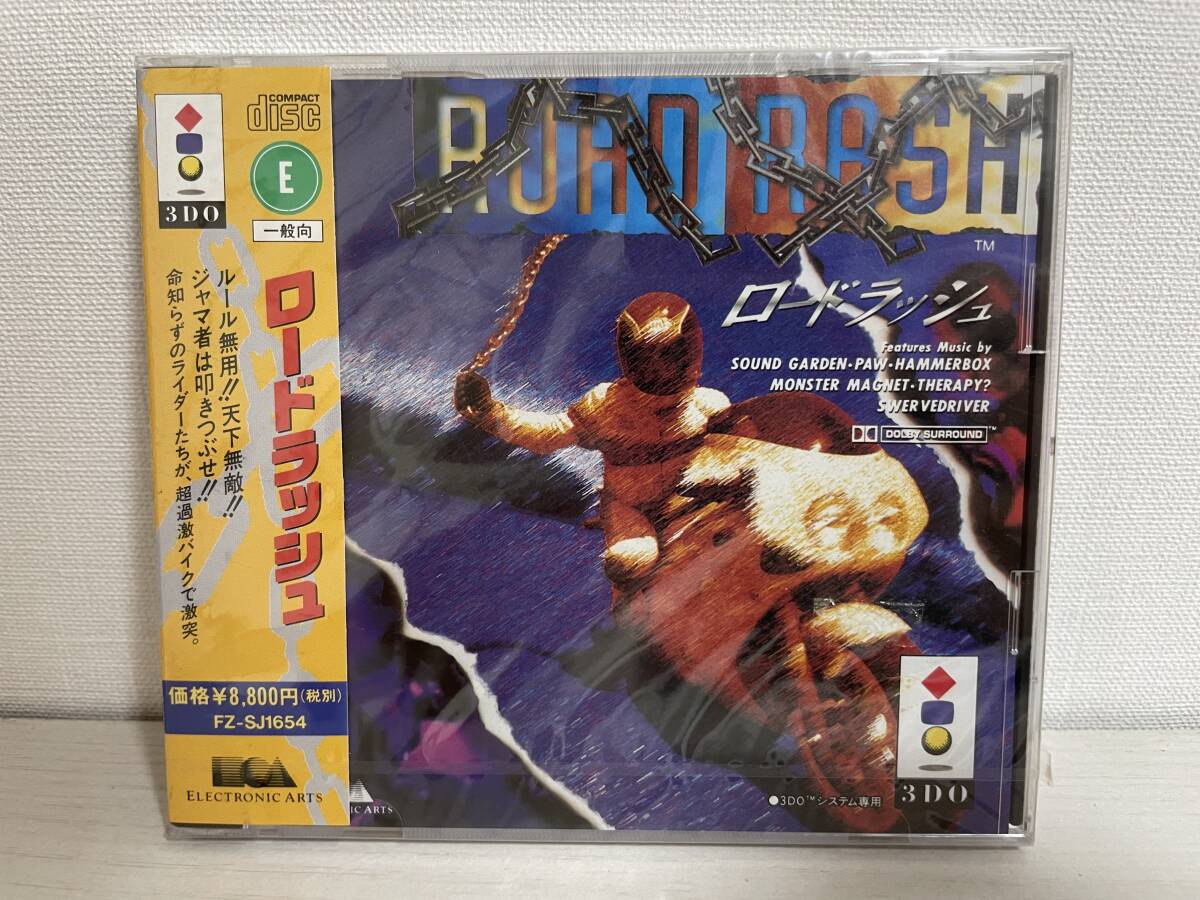 COMPACT
disc
3DO
E
一般向
ロードラッシュ
ルール無用!!天下無敵!!
ジャマ者は叩きつぶせ!!
命知らずのライダーたちが、超過激バイクで激突。
価格¥8,800円(税別)
FZ-SJ1654
ELECTRONIC ARTS
ROAD RASH
TM
ロードラッシュ
Features Music by
SOUND GARDEN・PAW・HAMMERBOX
MONSTER MAGNET・THERAPY?
SWERVEDRIVER
DOLBY SURROUND™
NIC ARTS
●3DO™システム専用
3DO